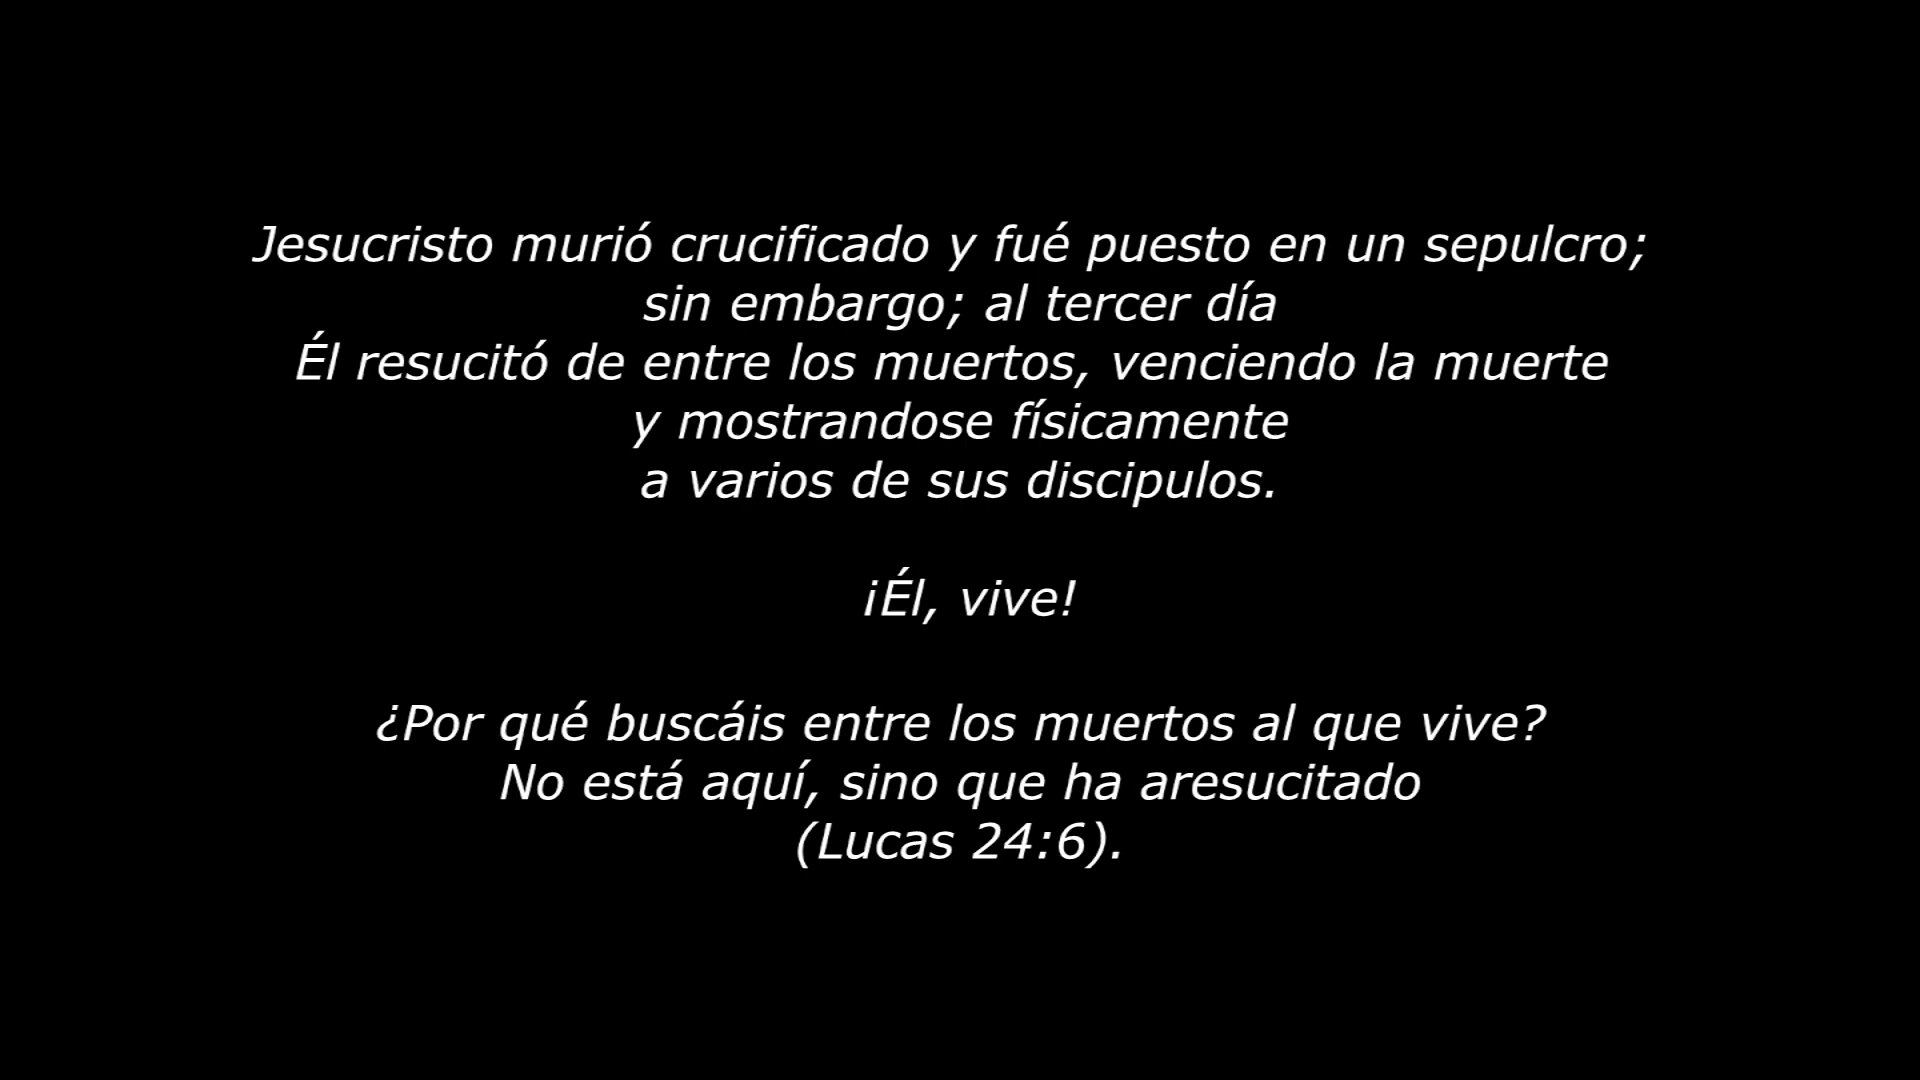 Jesucristo murió crucificado y fué puesto en un sepulcro;
sin embargo; al tercer día
Él resucitó de entre los muertos, venciendo la muerte
y mostrandose físicamente
a varios de sus discipulos.
¡Él, vive!
¿Por qué buscáis entre los muertos al que vive?
No está aquí, sino que ha aresucitado
(Lucas 24:6).